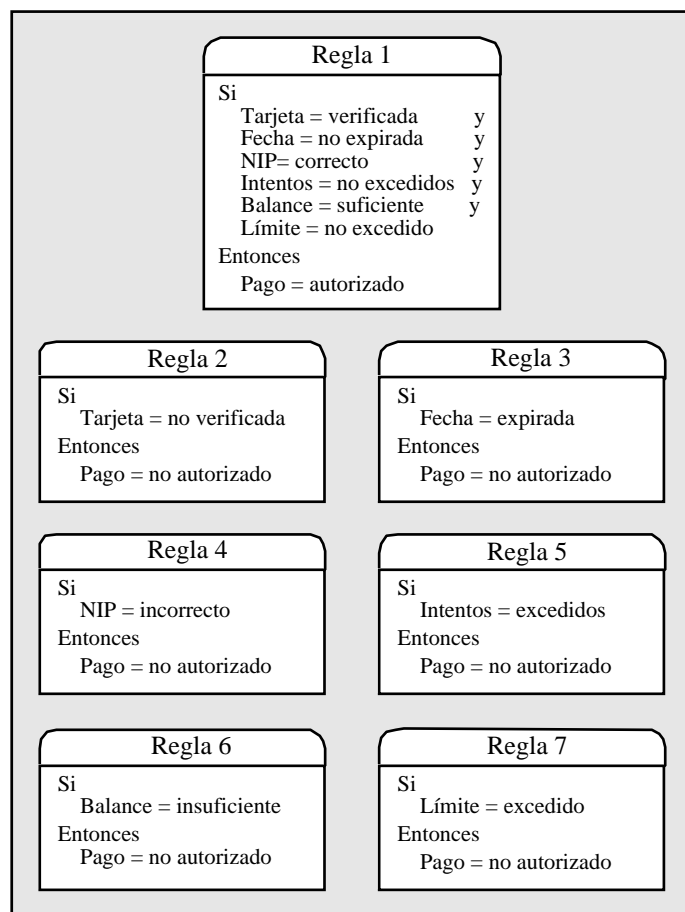 Regla 1
Si
Tarjeta = verificada y
Fecha = no expirada y
NIP= correcto y
Intentos = no excedidos y
Balance = suficiente y
Límite = no excedido
Entonces
Pago = autorizado
Regla 2
Si
Tarjeta = no verificada
Entonces
Pago = no autorizado
Regla 3
Si
Fecha = expirada
Entonces
Pago = no autorizado
Regla 4
Si
NIP = incorrecto
Entonces
Pago = no autorizado
Regla 5
Si
Intentos = excedidos
Entonces
Pago = no autorizado
Regla 6
Si
Balance = insuficiente
Entonces
Pago = no autorizado
Regla 7
Si
Límite = excedido
Entonces
Pago = no autorizado